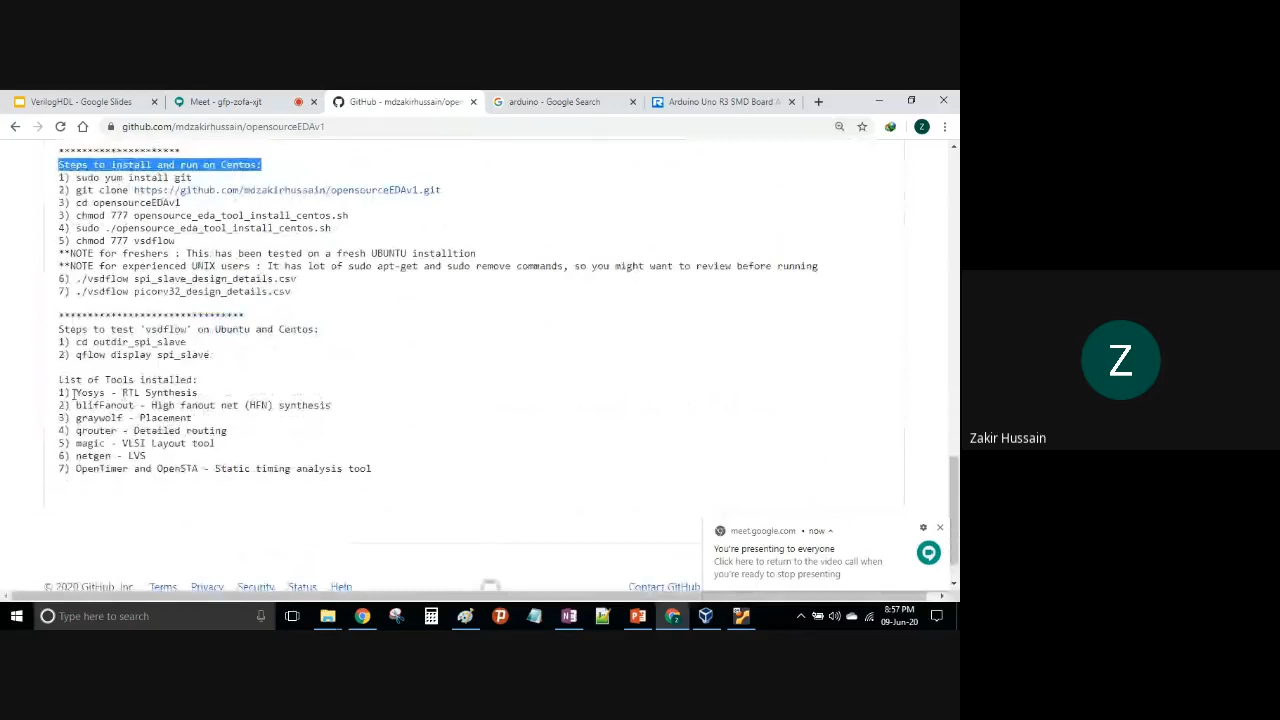 VerilogHDL - Google Slides
Meet - gfp-zofa-xjt
GitHub - mdzakirhussain/open
arduino - Google Search
Arduino Uno R3 SMD Board A
github.com/mdzakirhussain/opensourceEDAv1
*********************
Steps to install and run on Centos:
1) sudo yum install git
2) git clone https://github.com/mdzakirhussain/opensourceEDAv1.git
3) cd opensourceEDAv1
3) chmod 777 opensource_eda_tool_install_centos.sh
4) sudo ./opensource_eda_tool_install_centos.sh
5) chmod 777 vsdflow
**NOTE for freshers : This has been tested on a fresh UBUNTU installtion
**NOTE for experienced UNIX users : It has lot of sudo apt-get and sudo remove commands, so you might want to review before running
6) ./vsdflow spi_slave_design_details.csv
7) ./vsdflow picorv32_design_details.csv
********************************
Steps to test 'vsdflow' on Ubuntu and Centos:
1) cd outdir_spi_slave
2) qflow display spi_slave
List of Tools installed:
1) Yosys - RTL Synthesis
2) blifFanout - High fanout net (HFN) synthesis
3) graywolf - Placement
4) qrouter - Detailed routing
5) magic - VLSI Layout tool
6) netgen - LVS
7) OpenTimer and OpenSTA - Static timing analysis tool
meet.google.com • now
You're presenting to everyone
Click here to return to the video call when
you're ready to stop presenting
© 2020 GitHub, Inc. Terms Privacy Security Status Help Contact GitHub
Type here to search
8:57 PM
09-Jun-20
Z
Zakir Hussain